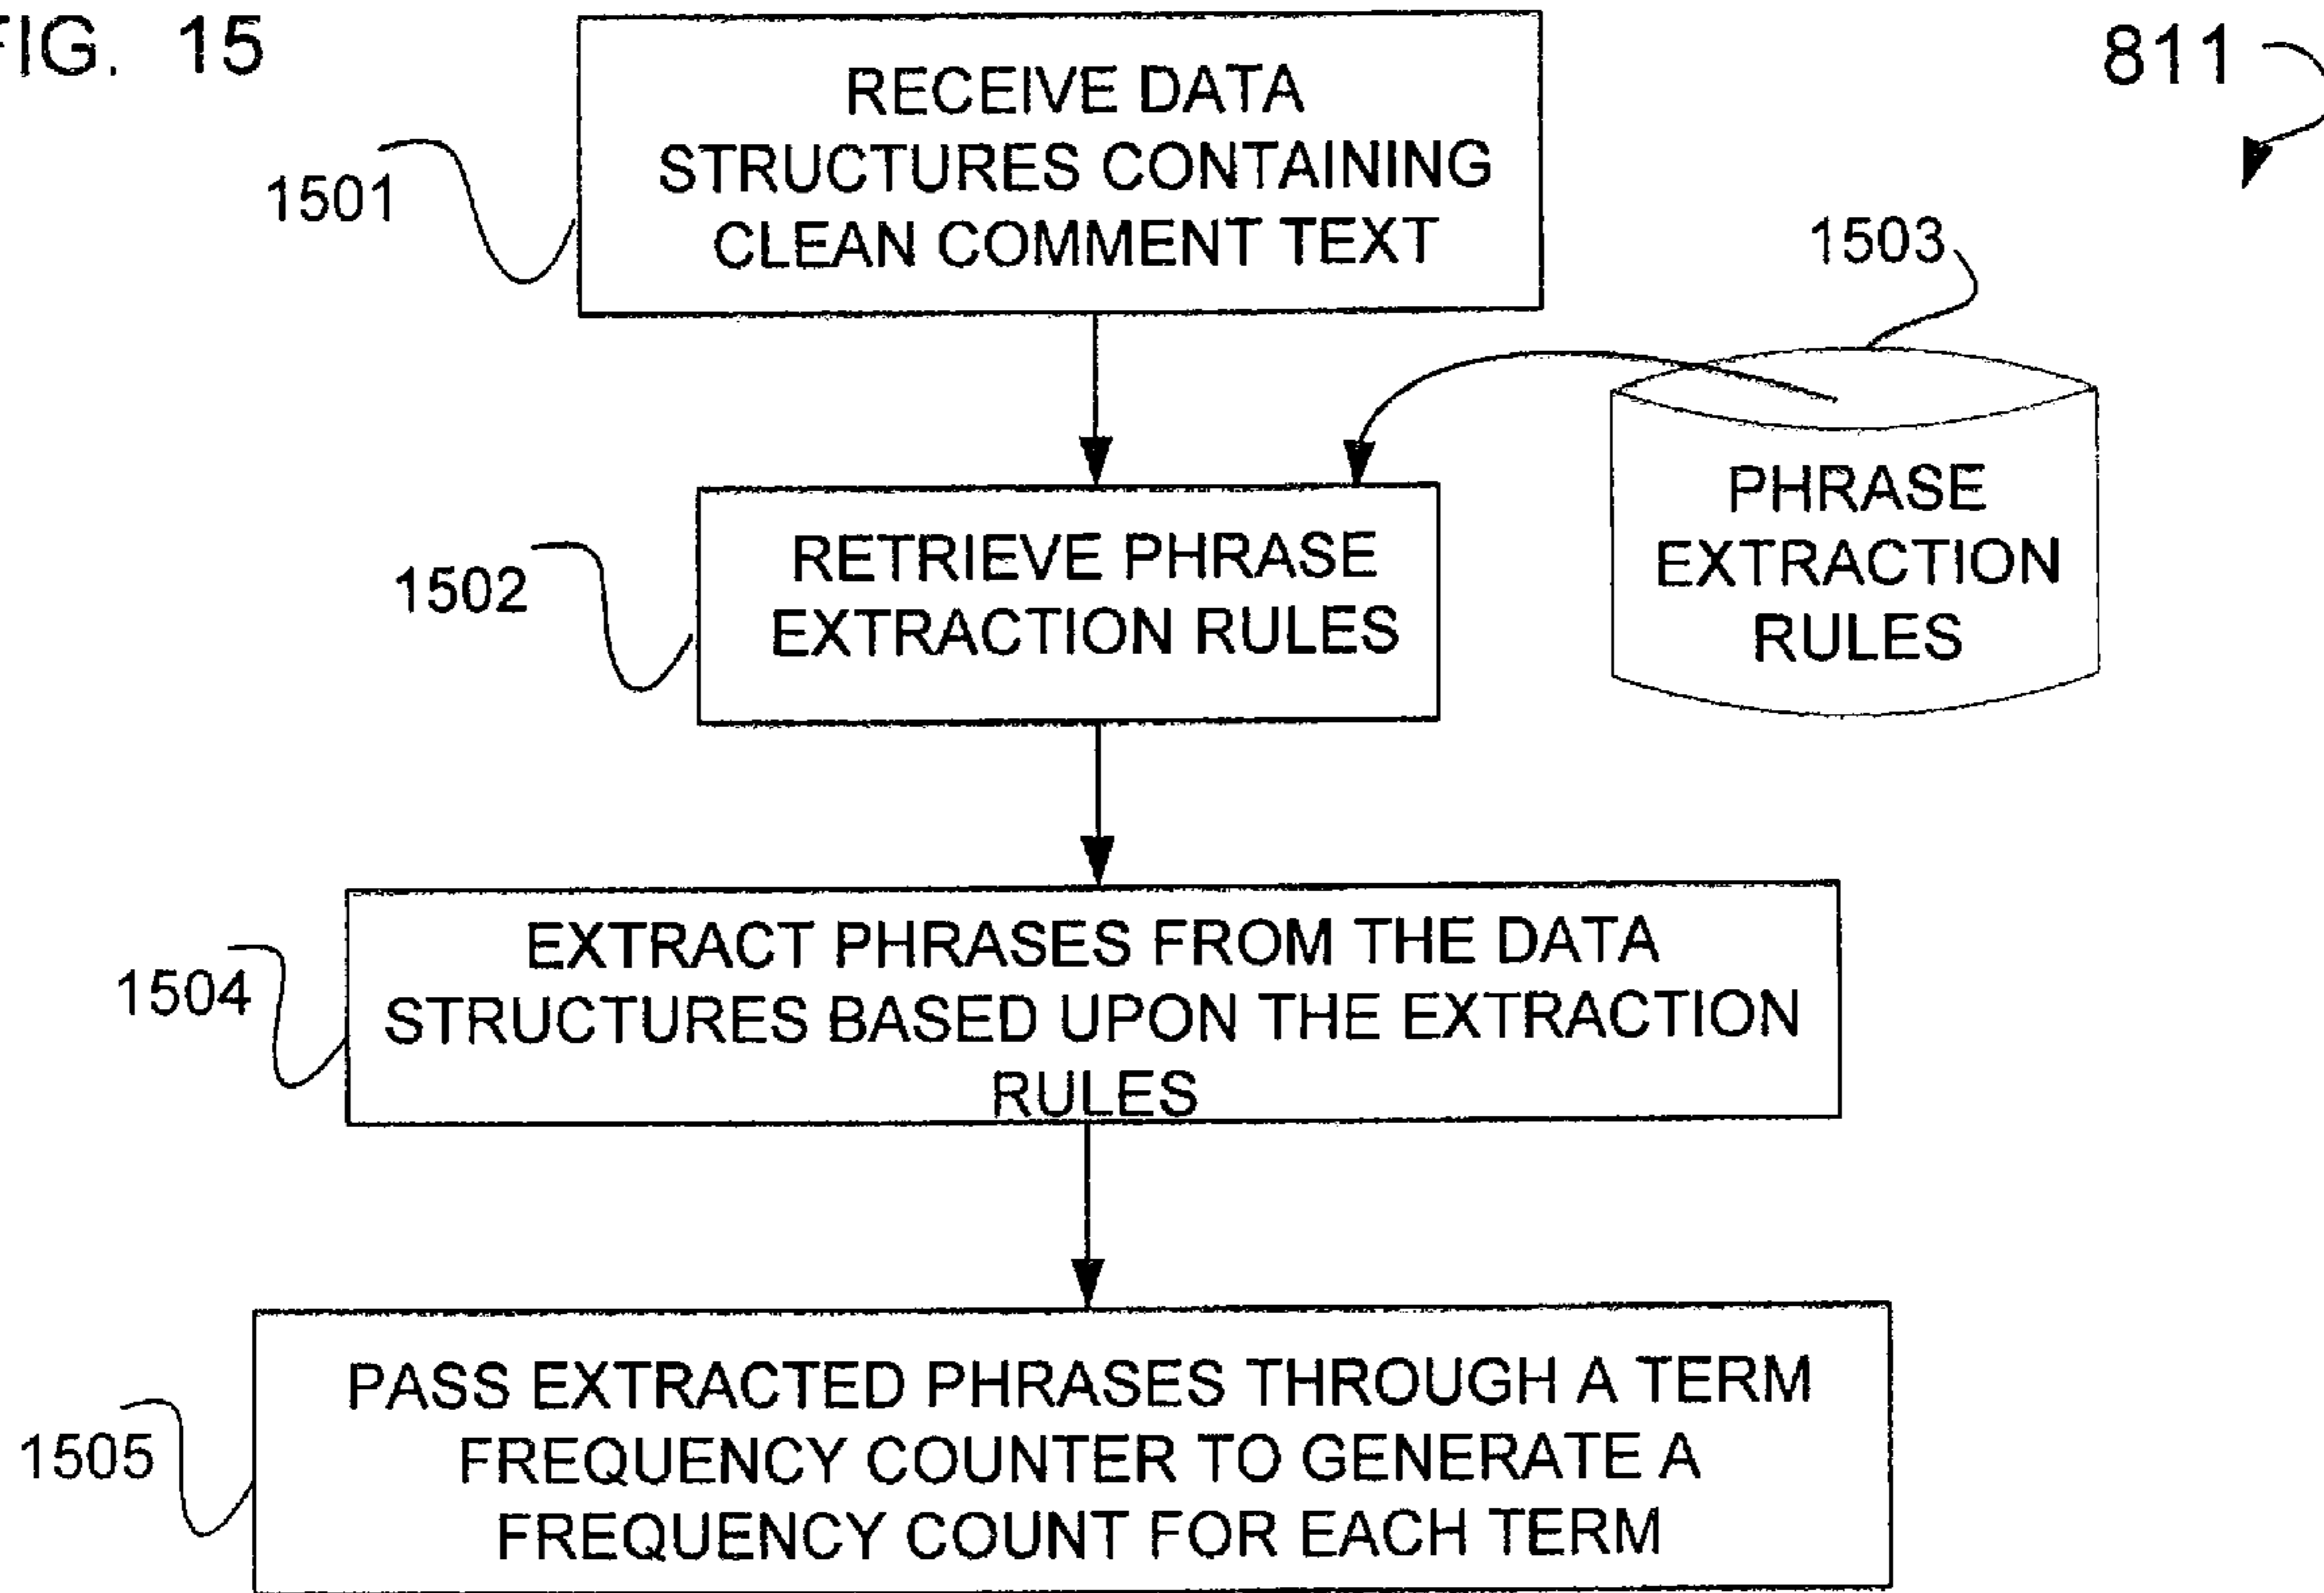 FIG. 15
811
RECEIVE DATA
STRUCTURES CONTAINING
CLEAN COMMENT TEXT
1501
1503
RETRIEVE PHRASE
EXTRACTION RULES
1502
PHRASE
EXTRACTION
RULES
EXTRACT PHRASES FROM THE DATA
STRUCTURES BASED UPON THE EXTRACTION
RULES
1504
PASS EXTRACTED PHRASES THROUGH A TERM
FREQUENCY COUNTER TO GENERATE A
FREQUENCY COUNT FOR EACH TERM
1505